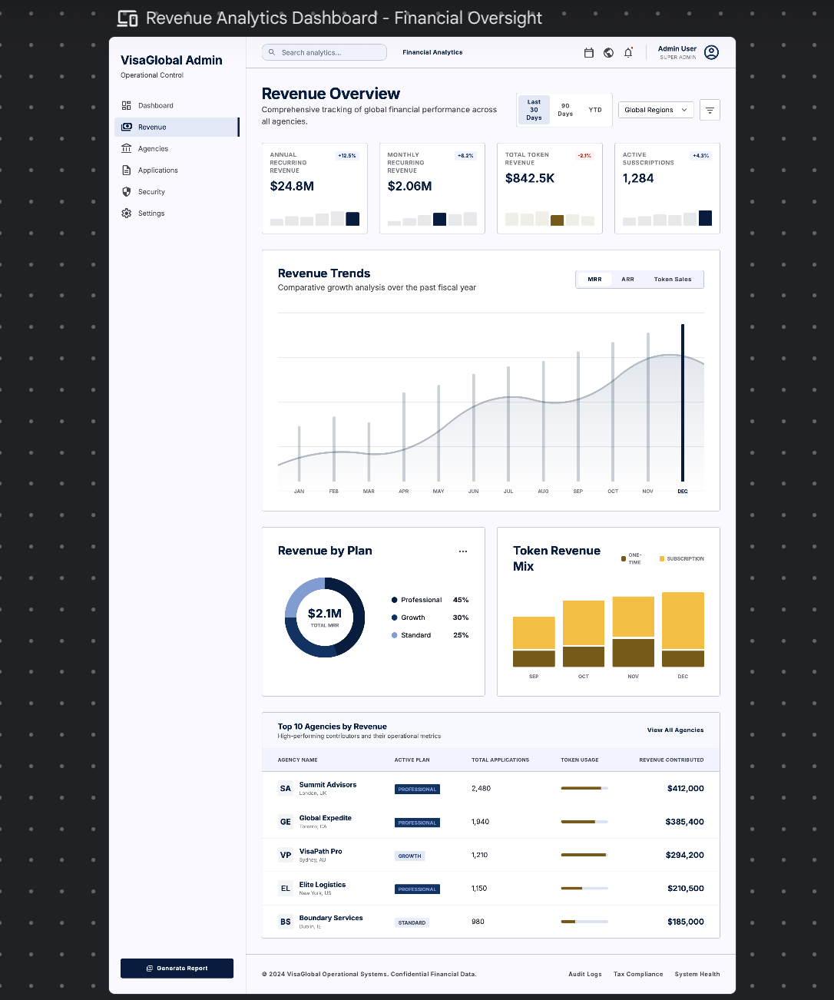 Revenue Analytics Dashboard - Financial Oversight
VisaGlobal Admin
Operational Control
Dashboard
Revenue
Agencies
Applications
Security
Settings
Generate Report
Search analytics...
Financial Analytics
Admin User
SUPER ADMIN
Revenue Overview
Comprehensive tracking of global financial performance across
all agencies.
Last
30
Days
90
Days
YTD
Global Regions
ANNUAL
RECURRING
REVENUE
+12.5%
$24.8M
MONTHLY
RECURRING
REVENUE
+8.2%
$2.06M
TOTAL TOKEN
REVENUE
-2.1%
$842.5K
ACTIVE
SUBSCRIPTIONS
+4.3%
1,284
Revenue Trends
Comparative growth analysis over the past fiscal year
MRR ARR Token Sales
JAN FEB MAR APR MAY JUN JUL AUG SEP OCT NOV DEC
Revenue by Plan
...
$2.1M
TOTAL MRR
Professional 45%
Growth 30%
Standard 25%
Token Revenue
Mix
ONE-
TIME
SUBSCRIPTION
SEP OCT NOV DEC
Top 10 Agencies by Revenue
High-performing contributors and their operational metrics
View All Agencies
AGENCY NAME ACTIVE PLAN TOTAL APPLICATIONS TOKEN USAGE REVENUE CONTRIBUTED
SA Summit Advisors
London, UK
PROFESSIONAL 2,480 $412,000
GE Global Expedite
Toronto, CA
PROFESSIONAL 1,940 $385,400
VP VisaPath Pro
Sydney, AU
GROWTH 1,210 $294,200
EL Elite Logistics
New York, US
PROFESSIONAL 1,150 $210,500
BS Boundary Services
Dublin, IE
STANDARD 980 $185,000
© 2024 VisaGlobal Operational Systems. Confidential Financial Data.
Audit Logs Tax Compliance System Health